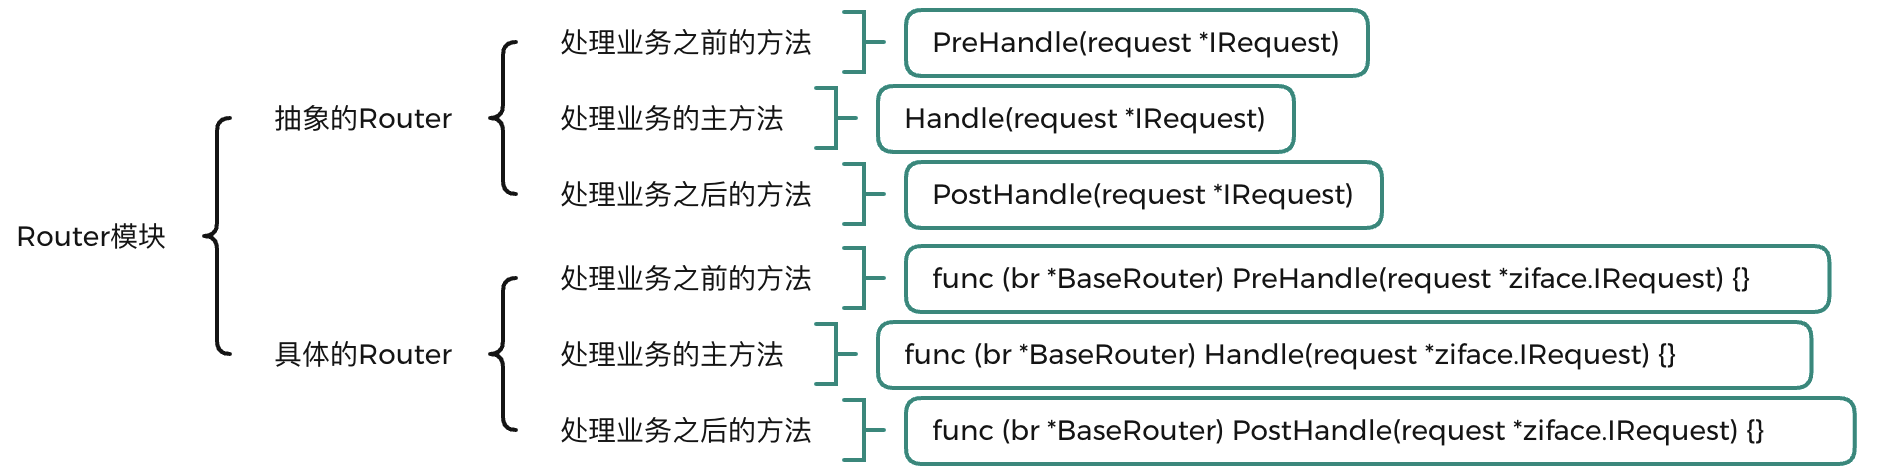 Router模块
抽象的Router
处理业务之前的方法
PreHandle(request *IRequest)
处理业务的主方法
Handle(request *IRequest)
处理业务之后的方法
PostHandle(request *IRequest)
具体的Router
处理业务之前的方法
func (br *BaseRouter) PreHandle(request *ziface.IRequest) {}
处理业务的主方法
func (br *BaseRouter) Handle(request *ziface.IRequest) {}
处理业务之后的方法
func (br *BaseRouter) PostHandle(request *ziface.IRequest) {}